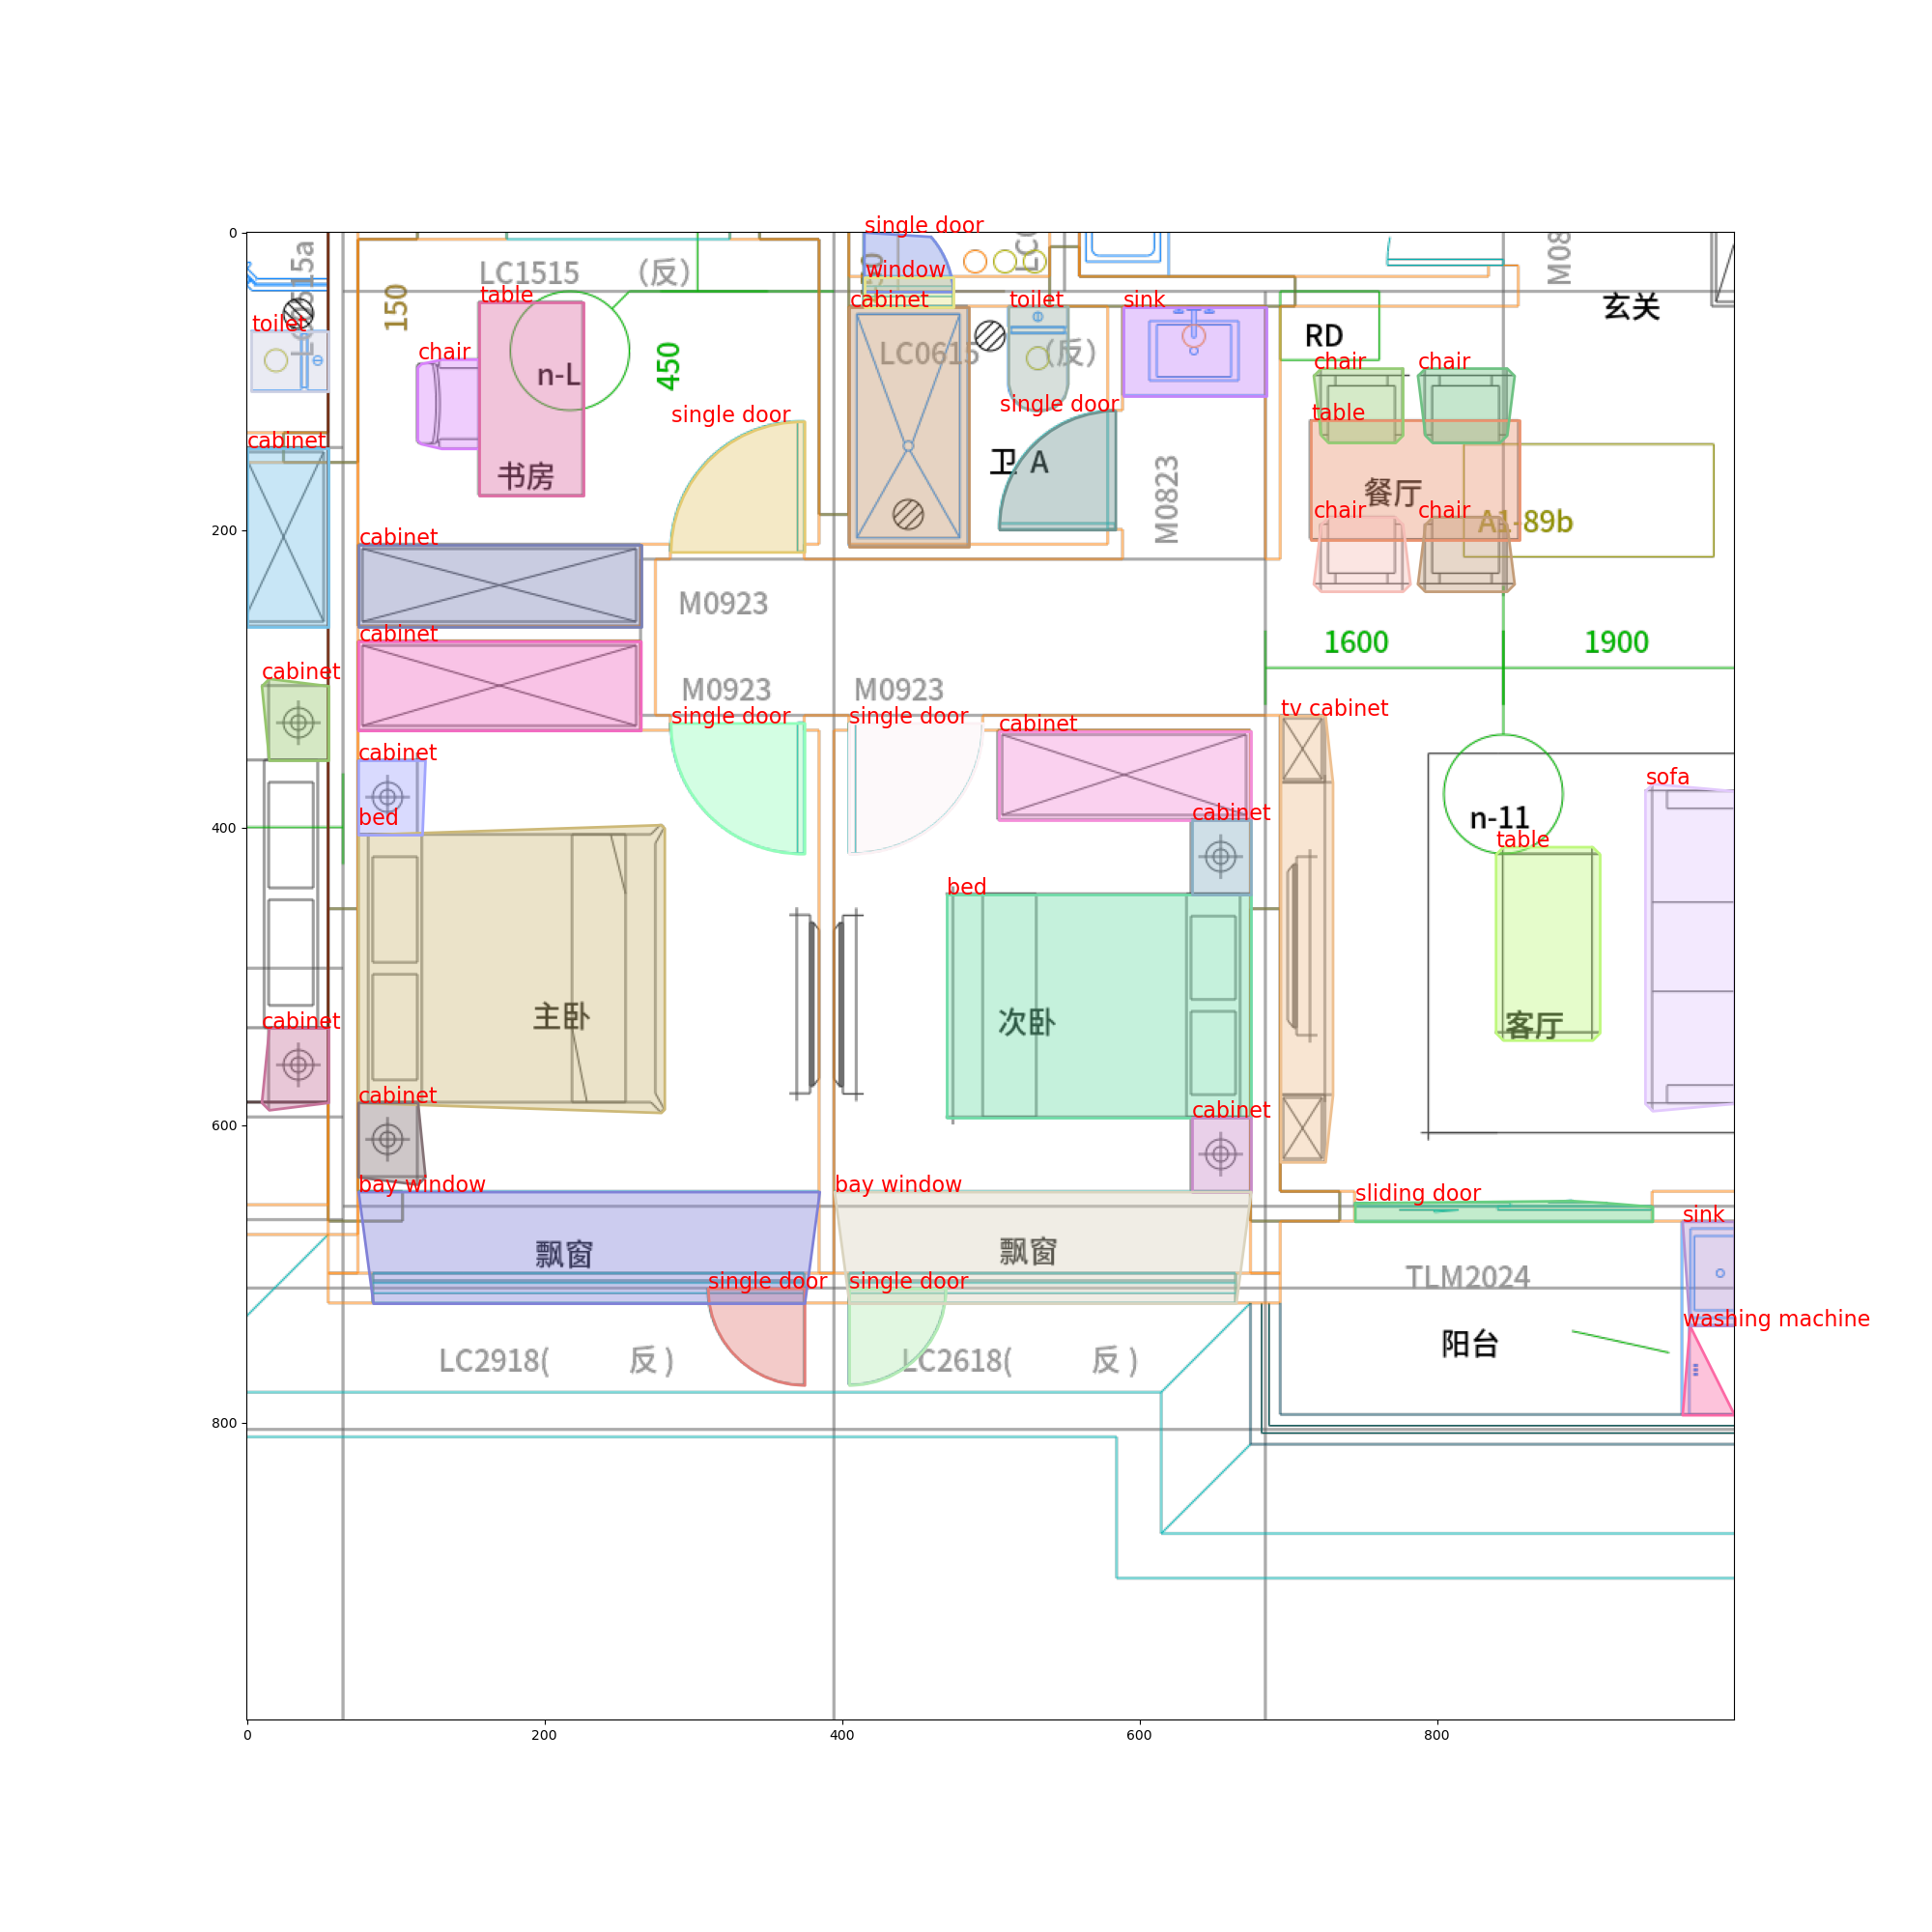 0
single door
LC1515 （反）
玄关
window
150
table
cabinet
toilet
sink
RD
toilet
LC0615 （反）
chair
450
n-L
chair
chair
single door
single door
table
cabinet
书房
卫 A
M0823
餐厅
chair
chair
A1-89b
200
cabinet
M0923
cabinet
1600
1900
cabinet
M0923
M0923
single door
single door
cabinet
tv cabinet
cabinet
sofa
bed
cabinet
n-11
400
table
bed
主卧
次卧
客厅
cabinet
cabinet
cabinet
600
bay window
bay window
sliding door
sink
飘窗
飘窗
single door
single door
TLM2024
washing machine
阳台
LC2918( 反 )
LC2618( 反 )
800
0
200
400
600
800